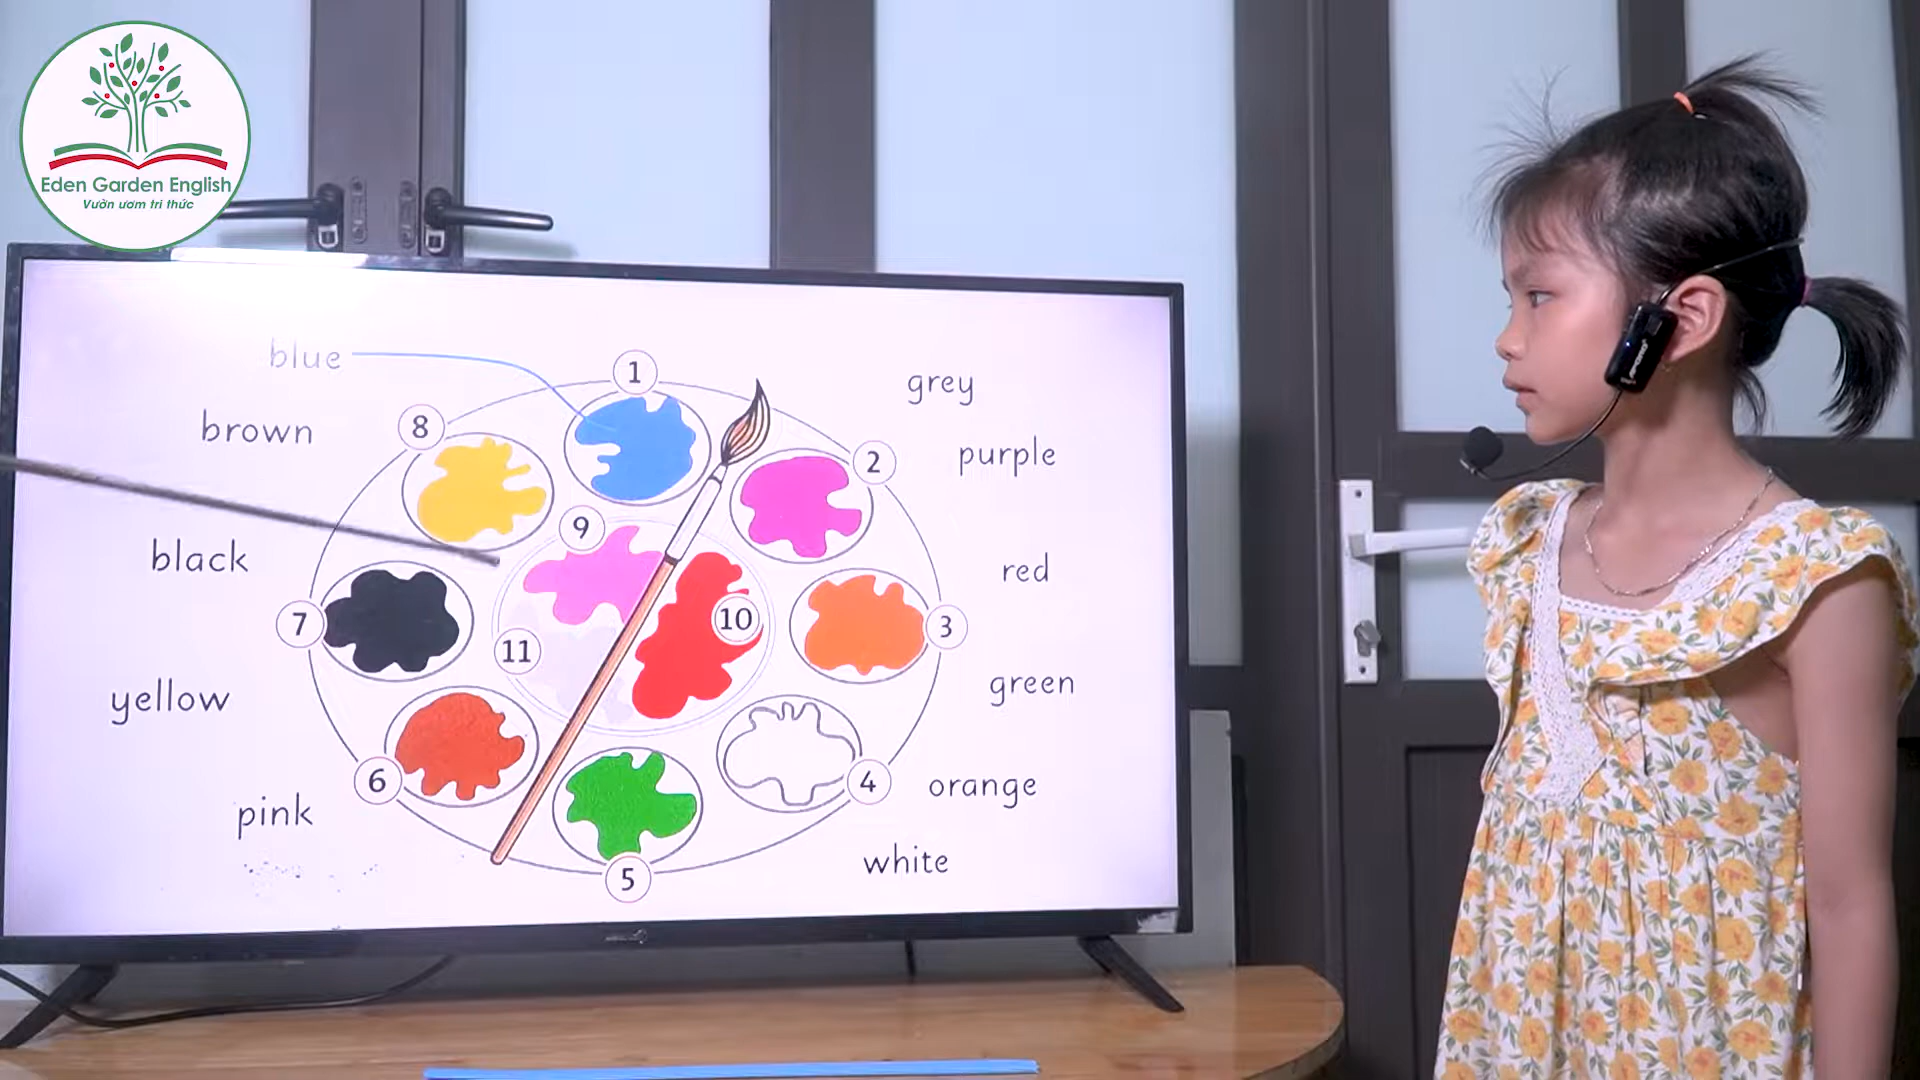 Eden Garden English
Vườn ươm tri thức
blue
brown
black
yellow
pink
1
2
3
4
5
6
7
8
9
10
11
grey
purple
red
green
orange
white